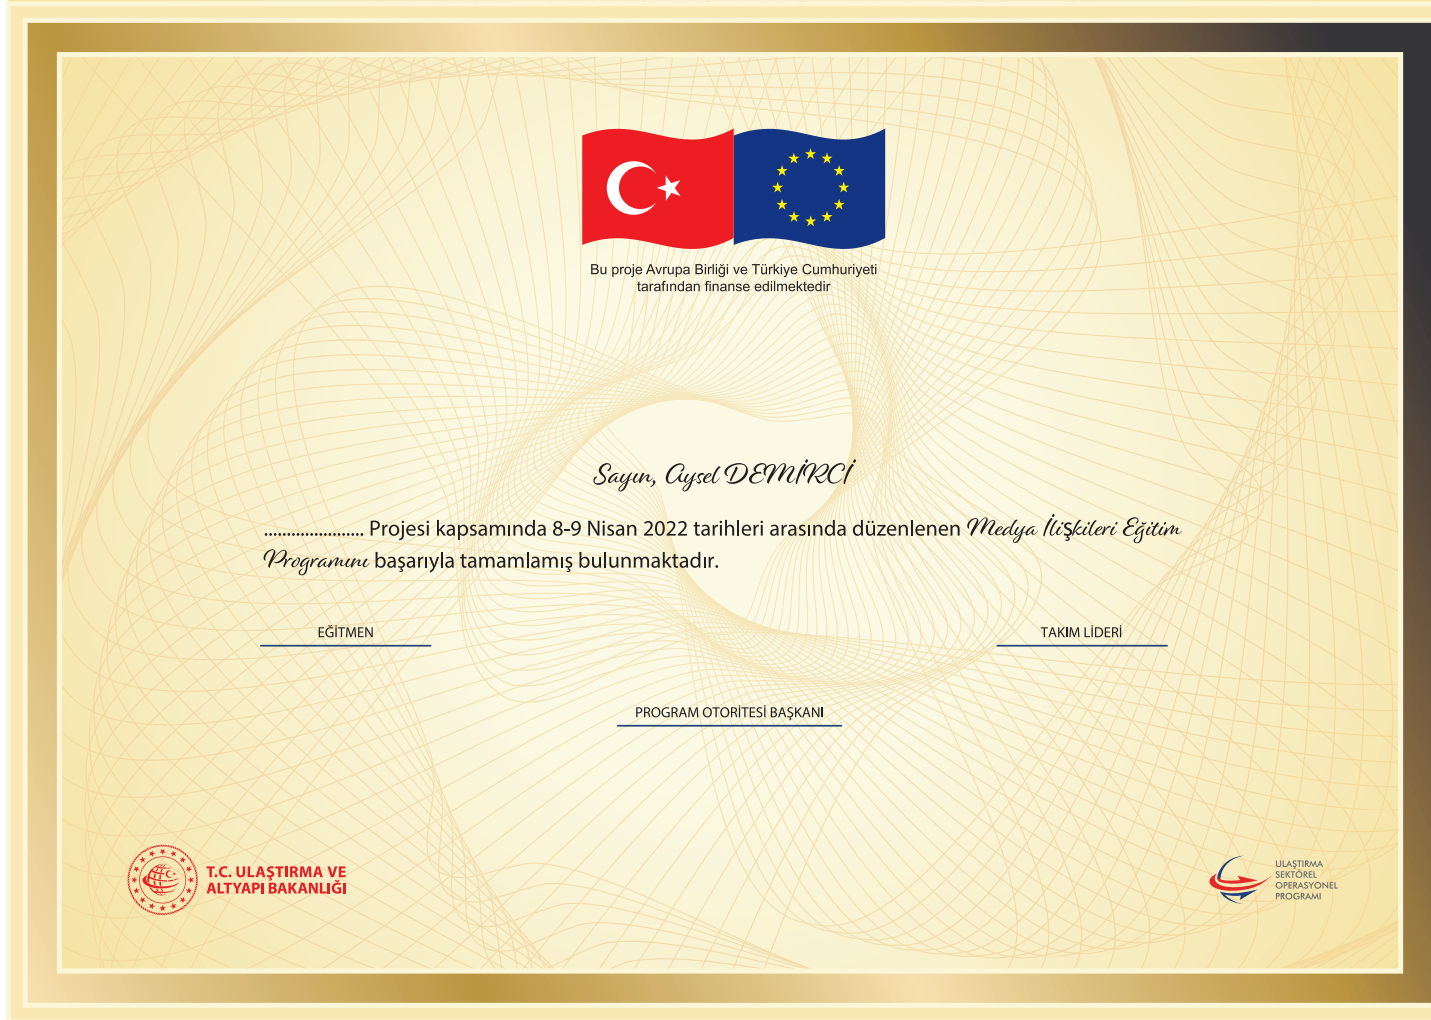 Bu proje Avrupa Birliği ve Türkiye Cumhuriyeti
tarafından finanse edilmektedir
Sayın, Aysel DEMİRCİ
...................... Projesi kapsamında 8-9 Nisan 2022 tarihleri arasında düzenlenen Medya İlişkileri Eğitim
Programını başarıyla tamamlamış bulunmaktadır.
EĞİTMEN
TAKIM LİDERİ
PROGRAM OTORİTESİ BAŞKANI
T.C. ULAŞTIRMA VE
ALTYAPI BAKANLIĞI
ULAŞTIRMA
SEKTÖREL
OPERASYONEL
PROGRAMI